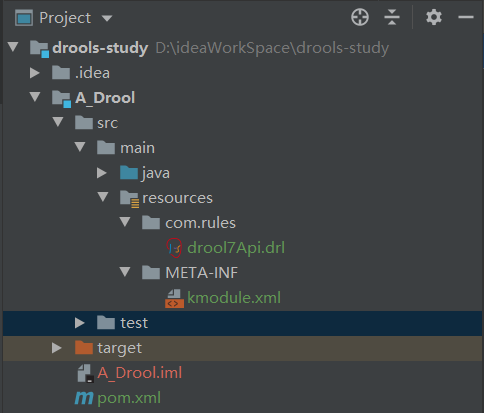 Project
drools-study D:\ideaWorkSpace\drools-study
.idea
A_Drool
src
main
java
resources
com.rules
drool7Api.drl
META-INF
kmodule.xml
test
target
A_Drool.iml
pom.xml